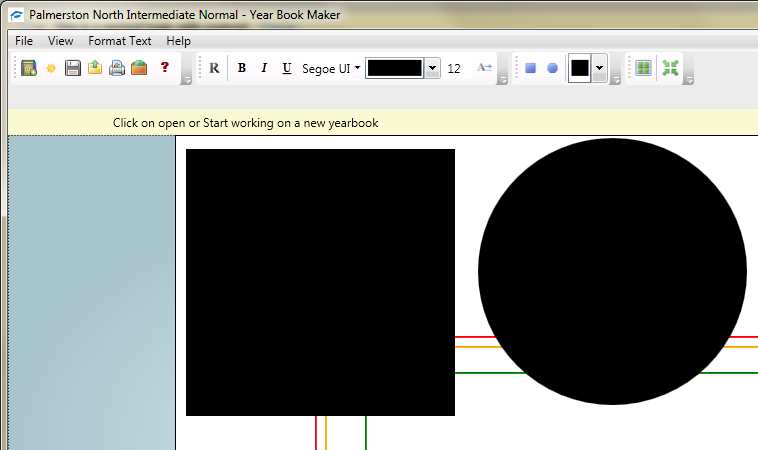 Palmerston North Intermediate Normal - Year Book Maker
File View Format Text Help
R B I U Segoe UI 12 A ?
Click on open or Start working on a new yearbook